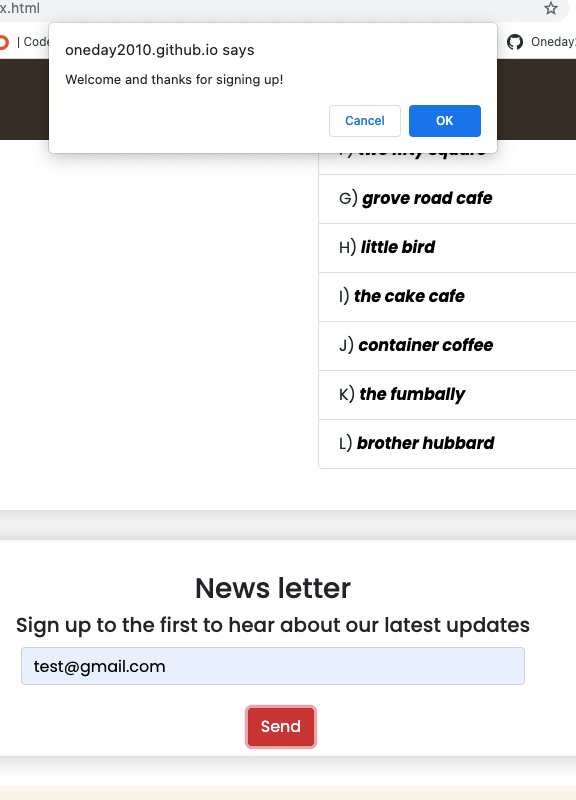 x.html
| Code
Oneday2
oneday2010.github.io says
Welcome and thanks for signing up!
Cancel
OK
G) grove road cafe
H) little bird
I) the cake cafe
J) container coffee
K) the fumbally
L) brother hubbard
News letter
Sign up to the first to hear about our latest updates
test@gmail.com
Send